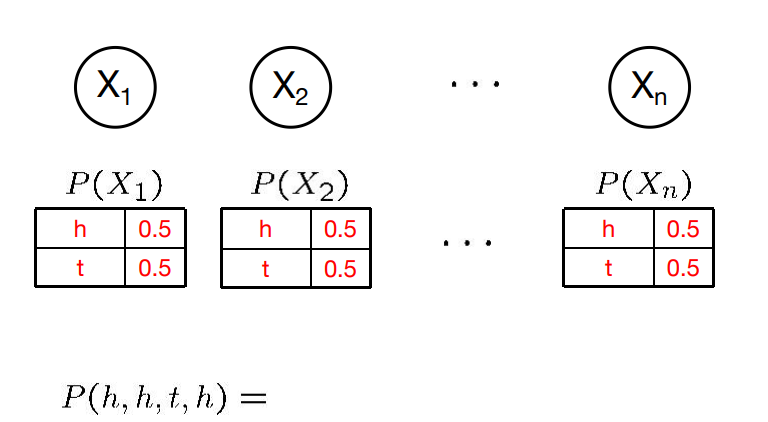 X₁ X₂ · · · Xₙ
P(X₁) P(X₂) P(Xₙ)
h 0.5 h 0.5 h 0.5
· · ·
t 0.5 t 0.5 t 0.5
P(h, h, t, h) =